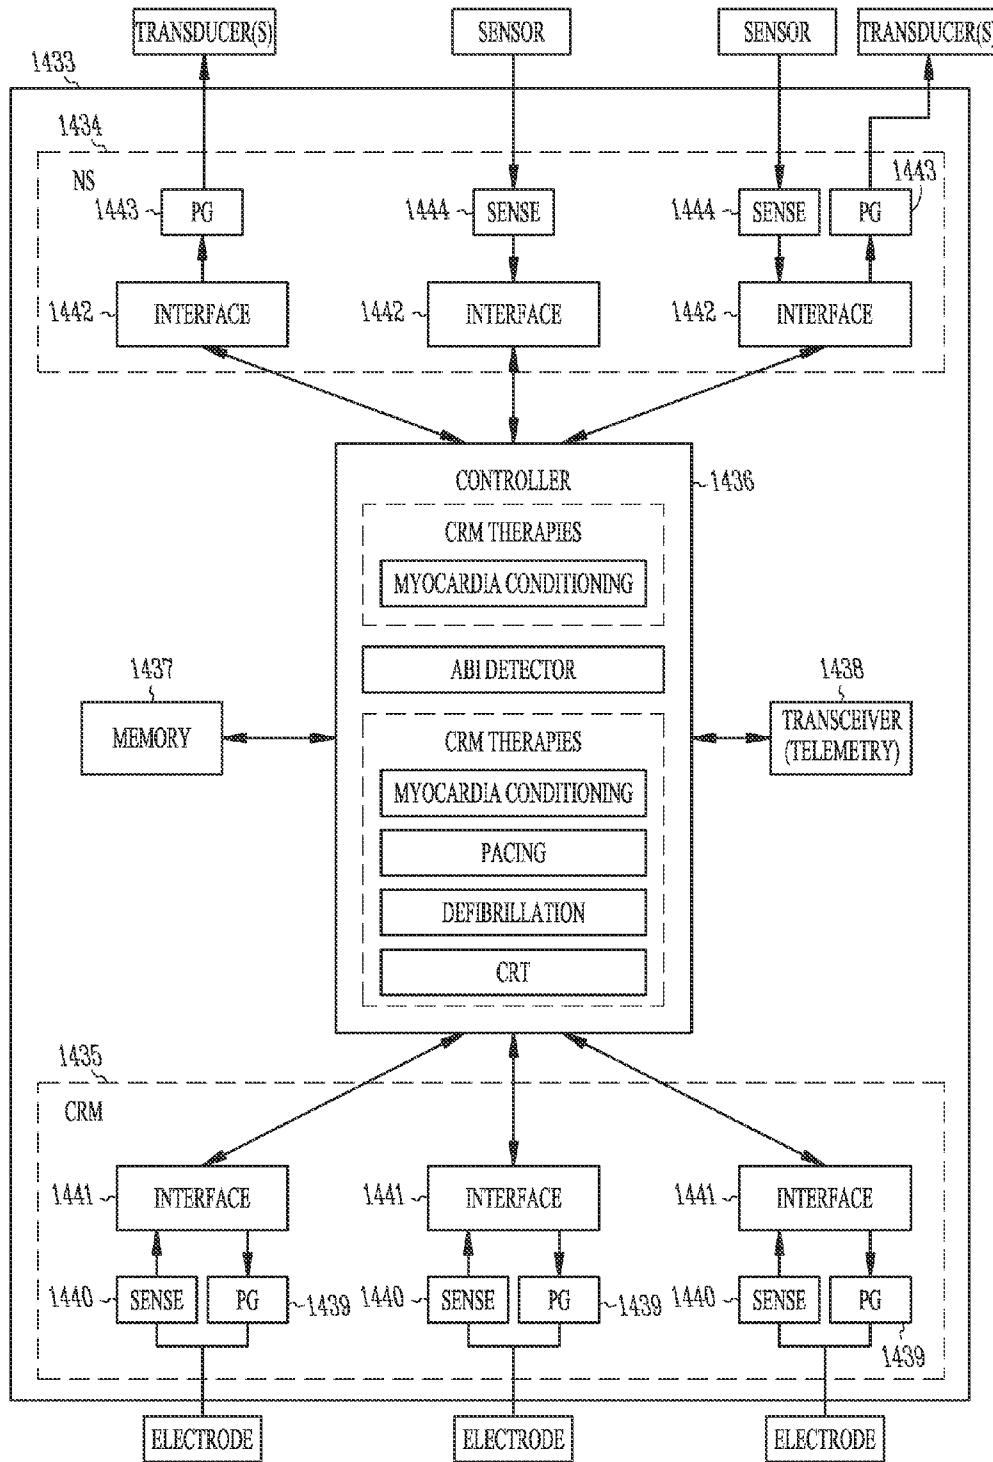 TRANSDUCER(S)
SENSOR
SENSOR
TRANSDUCER(S)
1433
1434
NS
1443
PG
1444
SENSE
1444
SENSE
PG
1443
1442
INTERFACE
1442
INTERFACE
1442
INTERFACE
CONTROLLER
1436
CRM THERAPIES
MYOCARDIA CONDITIONING
ABI DETECTOR
1437
MEMORY
1438
TRANSCEIVER
(TELEMETRY)
CRM THERAPIES
MYOCARDIA CONDITIONING
PACING
DEFIBRILLATION
CRT
1435
CRM
1441
INTERFACE
1441
INTERFACE
1441
INTERFACE
1440
SENSE
PG
1439
1440
SENSE
PG
1439
1440
SENSE
PG
1439
ELECTRODE
ELECTRODE
ELECTRODE